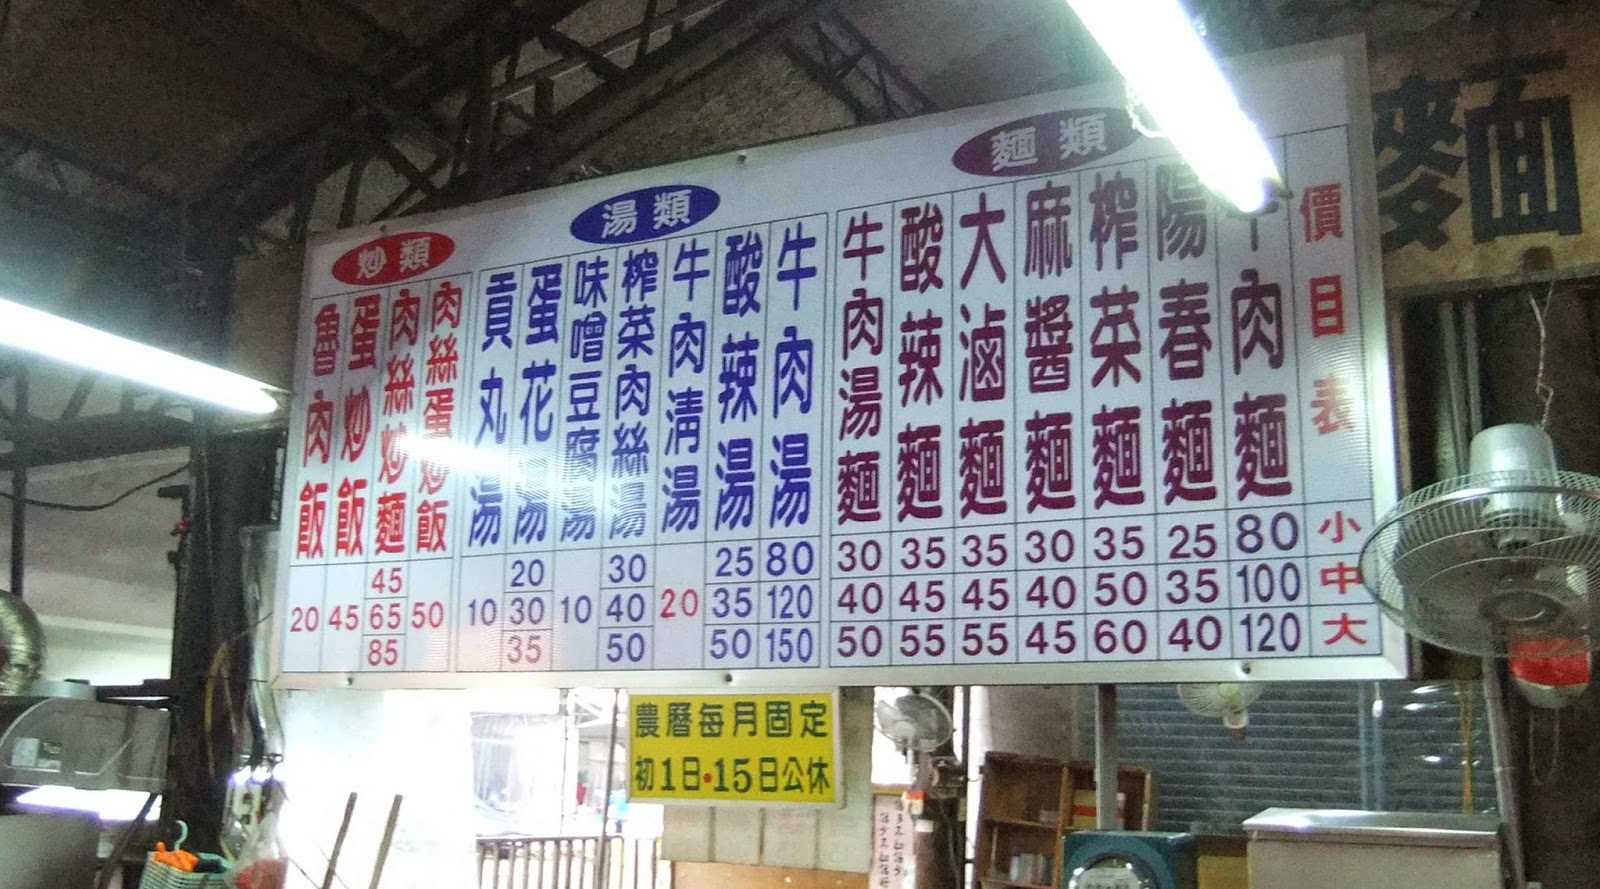 價目表
小
中
大
麵類
牛肉麵 80 100 120
陽春麵 25 35 40
榨菜麵 35 50 60
麻醬麵 30 40 45
大滷麵 35 45 55
酸辣麵 35 45 55
牛肉湯麵 30 40 50
湯類
牛肉湯 80 120 150
酸辣湯 25 35 50
牛肉清湯 20
榨菜肉絲湯 30 40 50
味噌豆腐湯 10
蛋花湯 20 30 35
貢丸湯 10
炒類
肉絲蛋炒飯 50
肉絲炒麵 45 65 85
蛋炒飯 45
魯肉飯 20
農曆每月固定
初1日·15日公休
麵